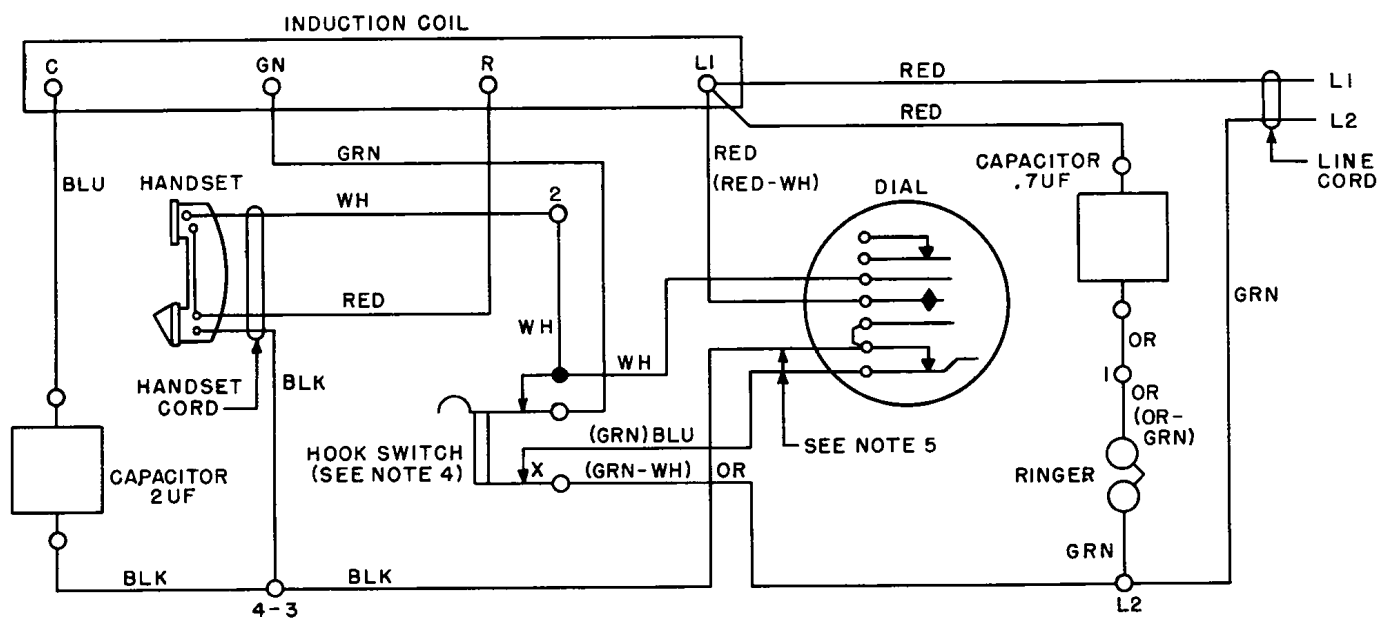 INDUCTION COIL
C
GN
R
L1
RED
L1
RED
L2
GRN
RED
(RED-WH)
CAPACITOR
.7UF
LINE
CORD
BLU
HANDSET
WH
2
DIAL
RED
WH
GRN
OR
HANDSET
CORD
BLK
WH
1
OR
(OR-
GRN)
(GRN)BLU
SEE NOTE 5
HOOK SWITCH
(SEE NOTE 4)
X
(GRN-WH)
OR
RINGER
CAPACITOR
2UF
GRN
BLK
BLK
4-3
L2